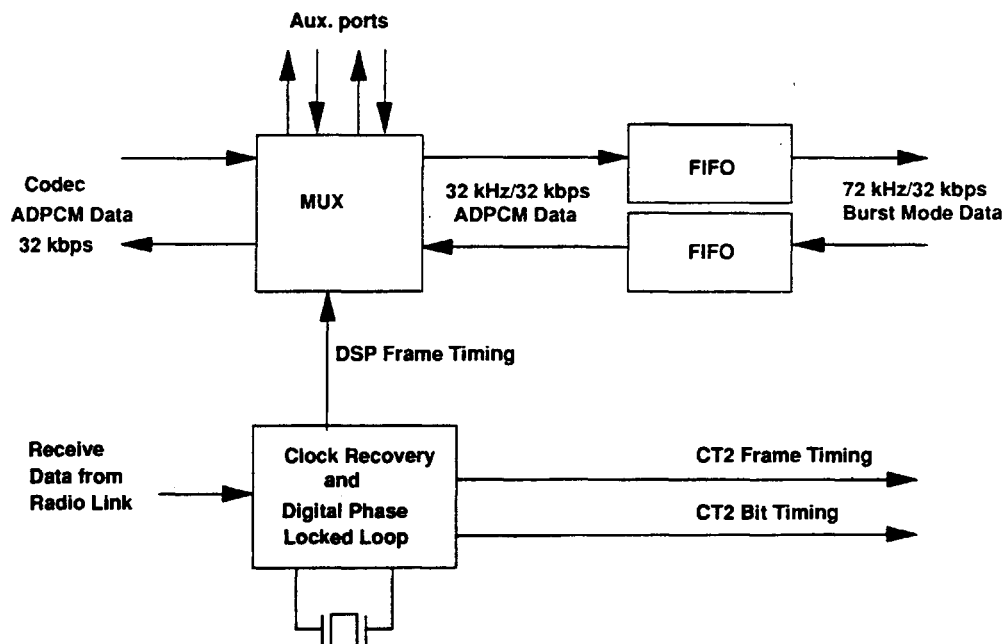 Aux. ports
Codec
ADPCM Data
32 kbps
MUX
32 kHz/32 kbps
ADPCM Data
FIFO
FIFO
72 kHz/32 kbps
Burst Mode Data
DSP Frame Timing
Receive
Data from
Radio Link
Clock Recovery
and
Digital Phase
Locked Loop
CT2 Frame Timing
CT2 Bit Timing